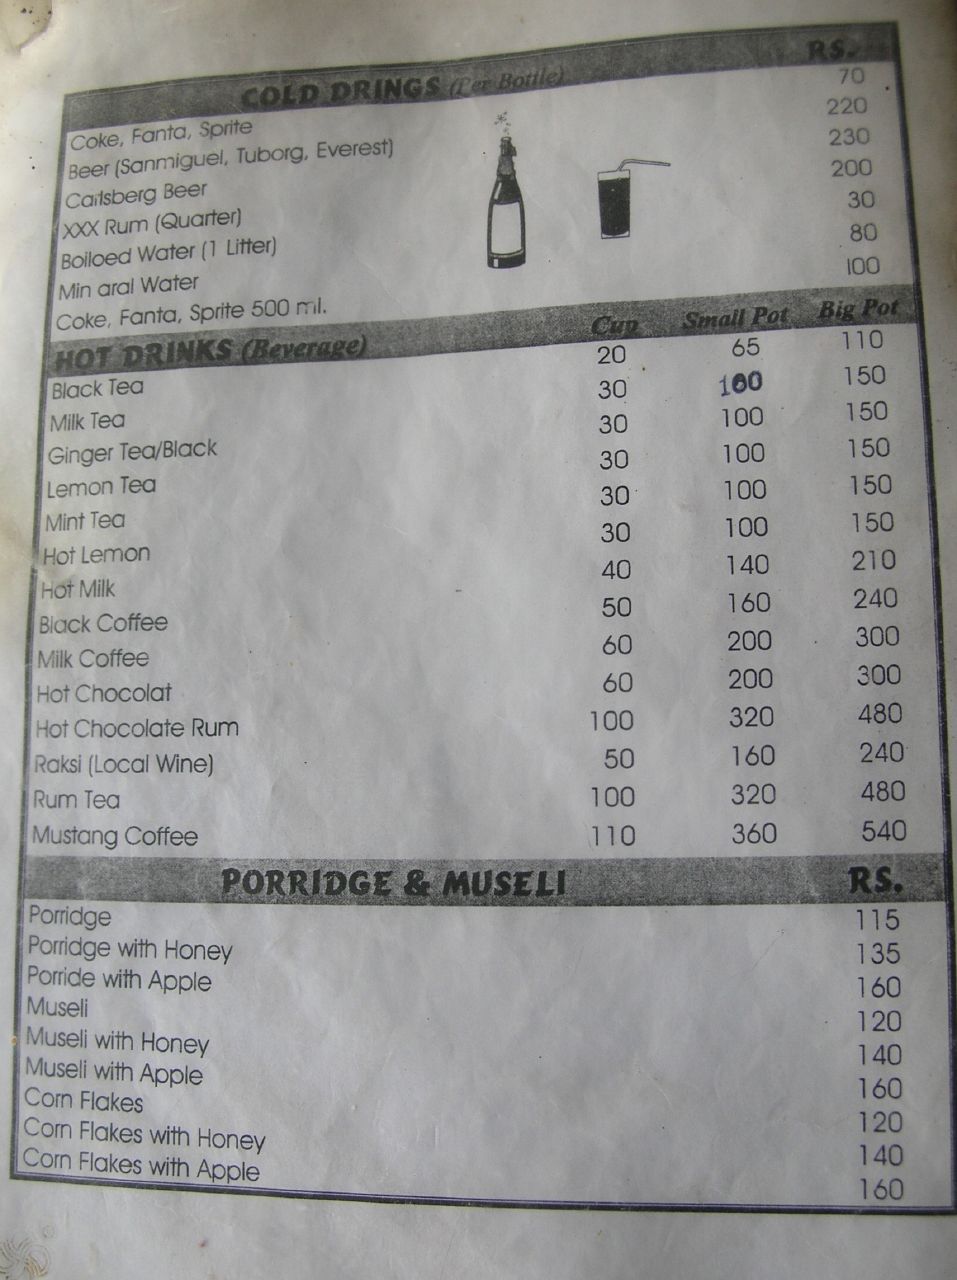 COLD DRINGS (Per Bottle) RS.
Coke, Fanta, Sprite 70
Beer (Sanmiguel, Tuborg, Everest) 220
Carlsberg Beer 230
XXX Rum (Quarter) 200
Boiloed Water (1 Litter) 30
Min aral Water 80
Coke, Fanta, Sprite 500 ml. 100
HOT DRINKS (Beverage) Cup Small Pot Big Pot
Black Tea 20 65 110
Milk Tea 30 100 150
Ginger Tea/Black 30 100 150
Lemon Tea 30 100 150
Mint Tea 30 100 150
Hot Lemon 30 100 150
Hot Milk 40 140 210
Black Coffee 50 160 240
Milk Coffee 60 200 300
Hot Chocolat 60 200 300
Hot Chocolate Rum 100 320 480
Raksi (Local Wine) 50 160 240
Rum Tea 100 320 480
Mustang Coffee 110 360 540
PORRIDGE & MUSELI RS.
Porridge 115
Porridge with Honey 135
Porride with Apple 160
Museli 120
Museli with Honey 140
Museli with Apple 160
Corn Flakes 120
Corn Flakes with Honey 140
Corn Flakes with Apple 160